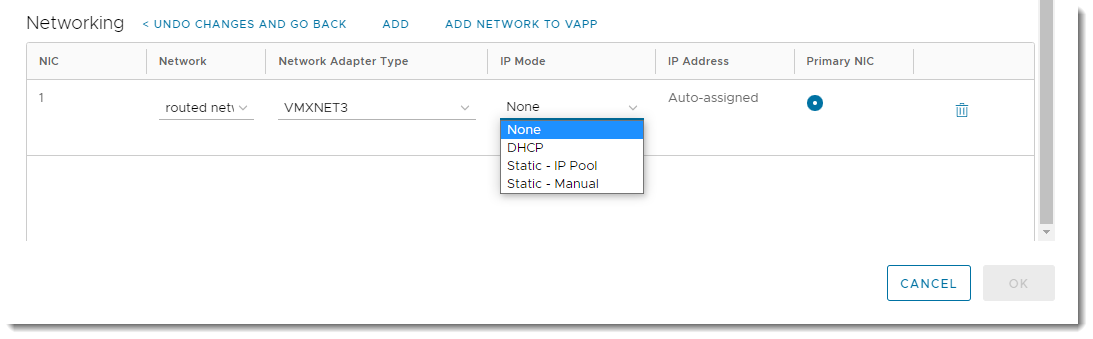 Networking < UNDO CHANGES AND GO BACK ADD ADD NETWORK TO VAPP
NIC Network Network Adapter Type IP Mode IP Address Primary NIC
1 routed netv VMXNET3 None Auto-assigned
None
DHCP
Static - IP Pool
Static - Manual
CANCEL OK